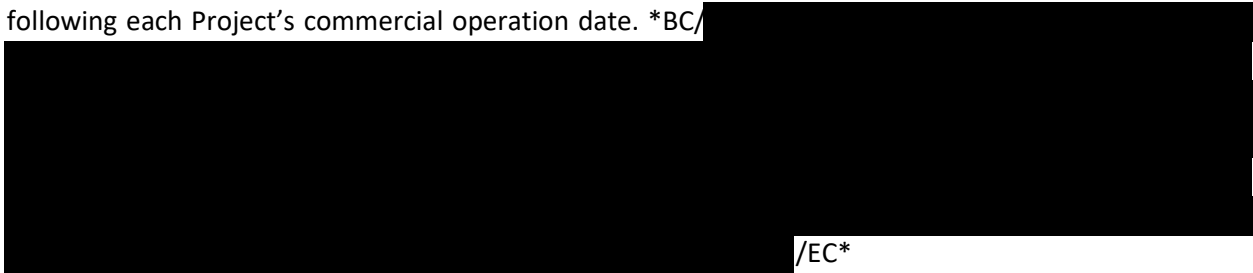 following each Project’s commercial operation date. *BC/
/EC*